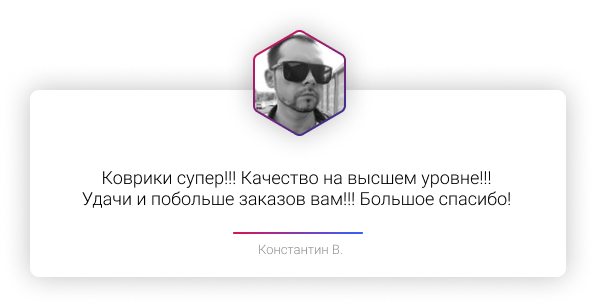 Коврики супер!!! Качество на высшем уровне!!!
Удачи и побольше заказов вам!!! Большое спасибо!
Константин В.